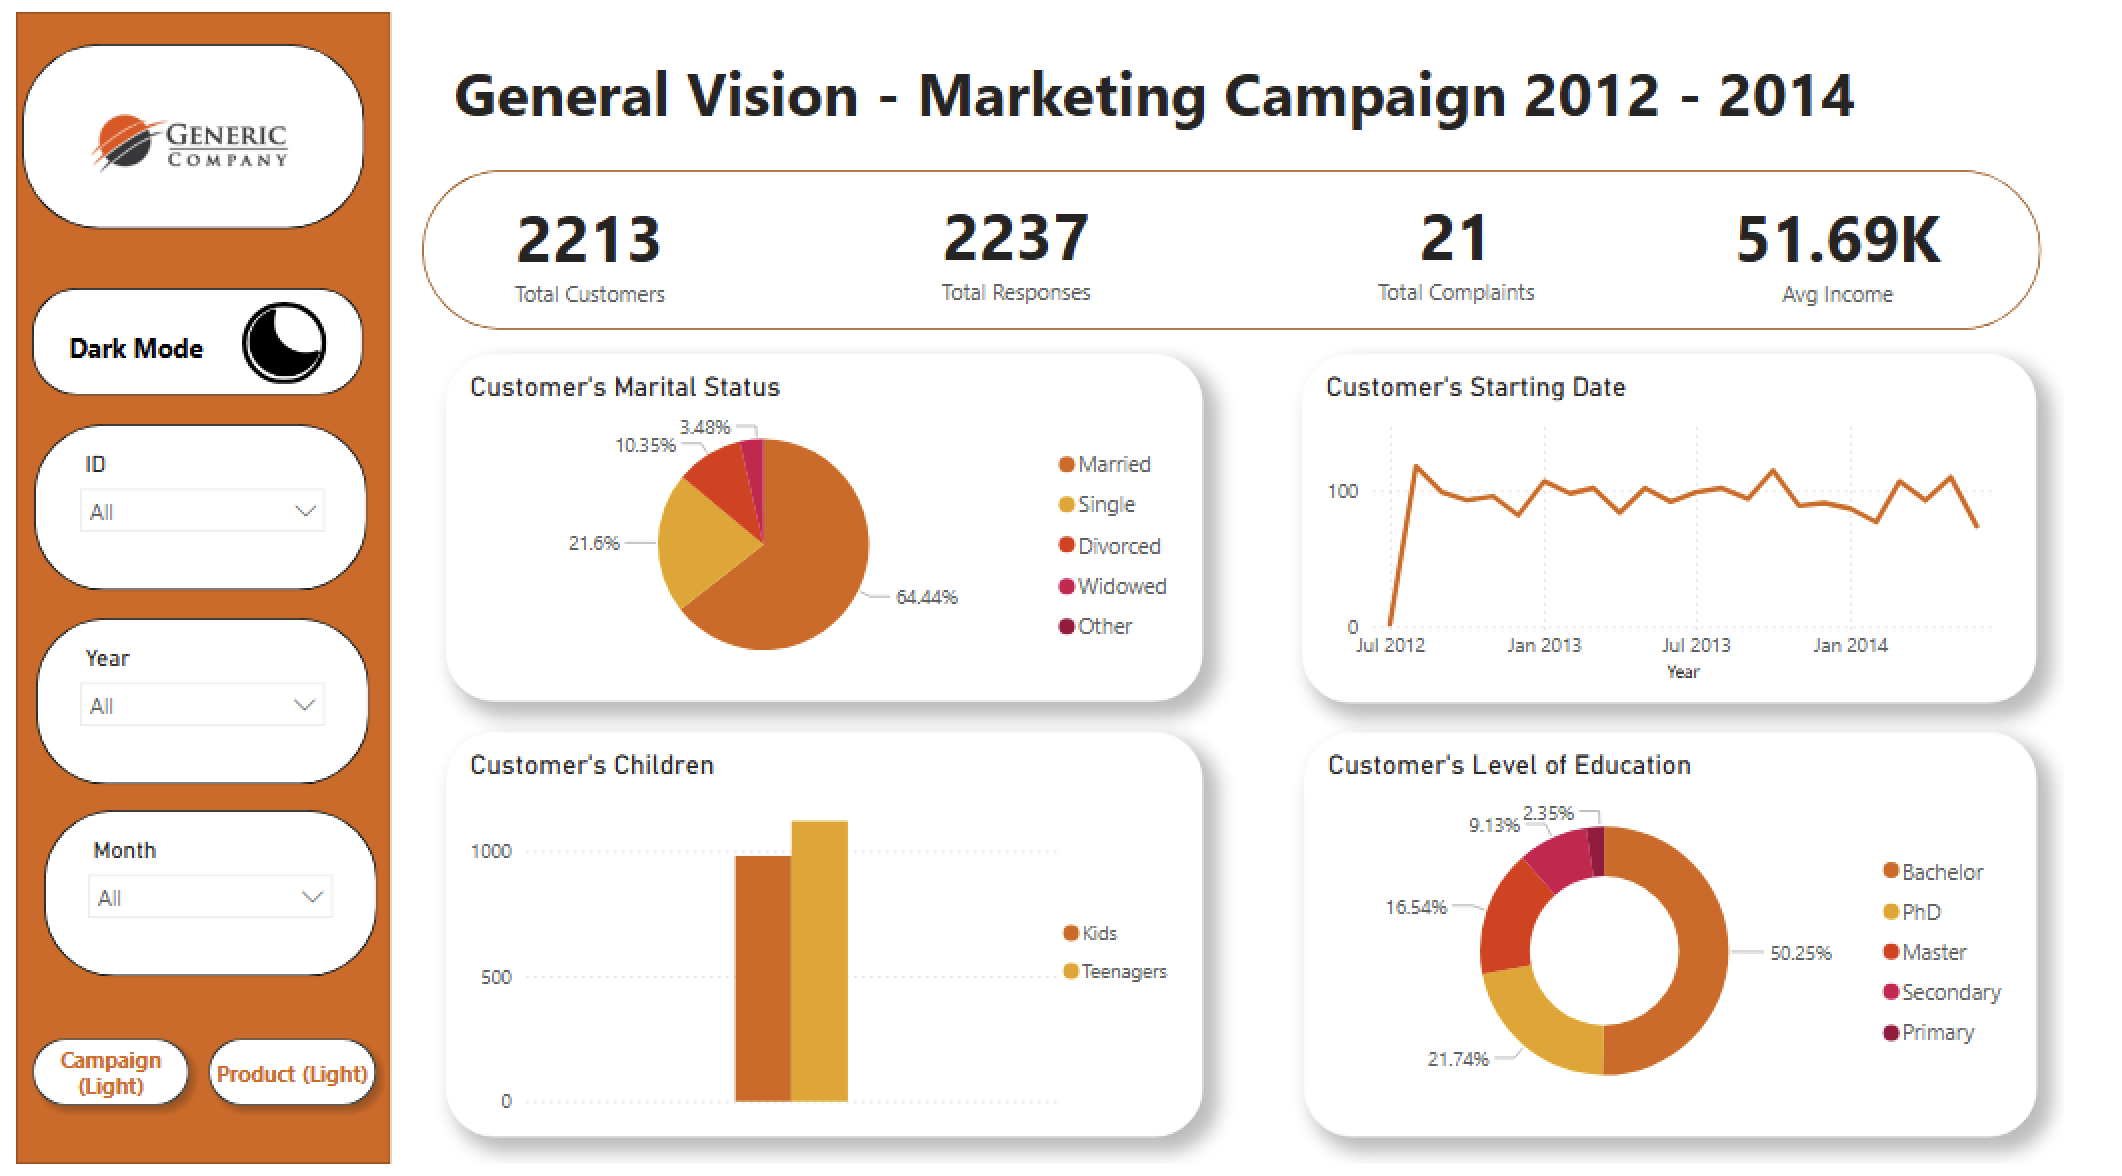 GENERIC
COMPANY
Dark Mode
ID
All
Year
All
Month
All
Campaign
(Light)
Product (Light)
General Vision - Marketing Campaign 2012 - 2014
2213
Total Customers
2237
Total Responses
21
Total Complaints
51.69K
Avg Income
Customer's Marital Status
3.48%
10.35%
21.6%
64.44%
Married
Single
Divorced
Widowed
Other
Customer's Starting Date
100
0
Jul 2012
Jan 2013
Jul 2013
Jan 2014
Year
Customer's Children
1000
500
0
Kids
Teenagers
Customer's Level of Education
2.35%
9.13%
16.54%
50.25%
21.74%
Bachelor
PhD
Master
Secondary
Primary